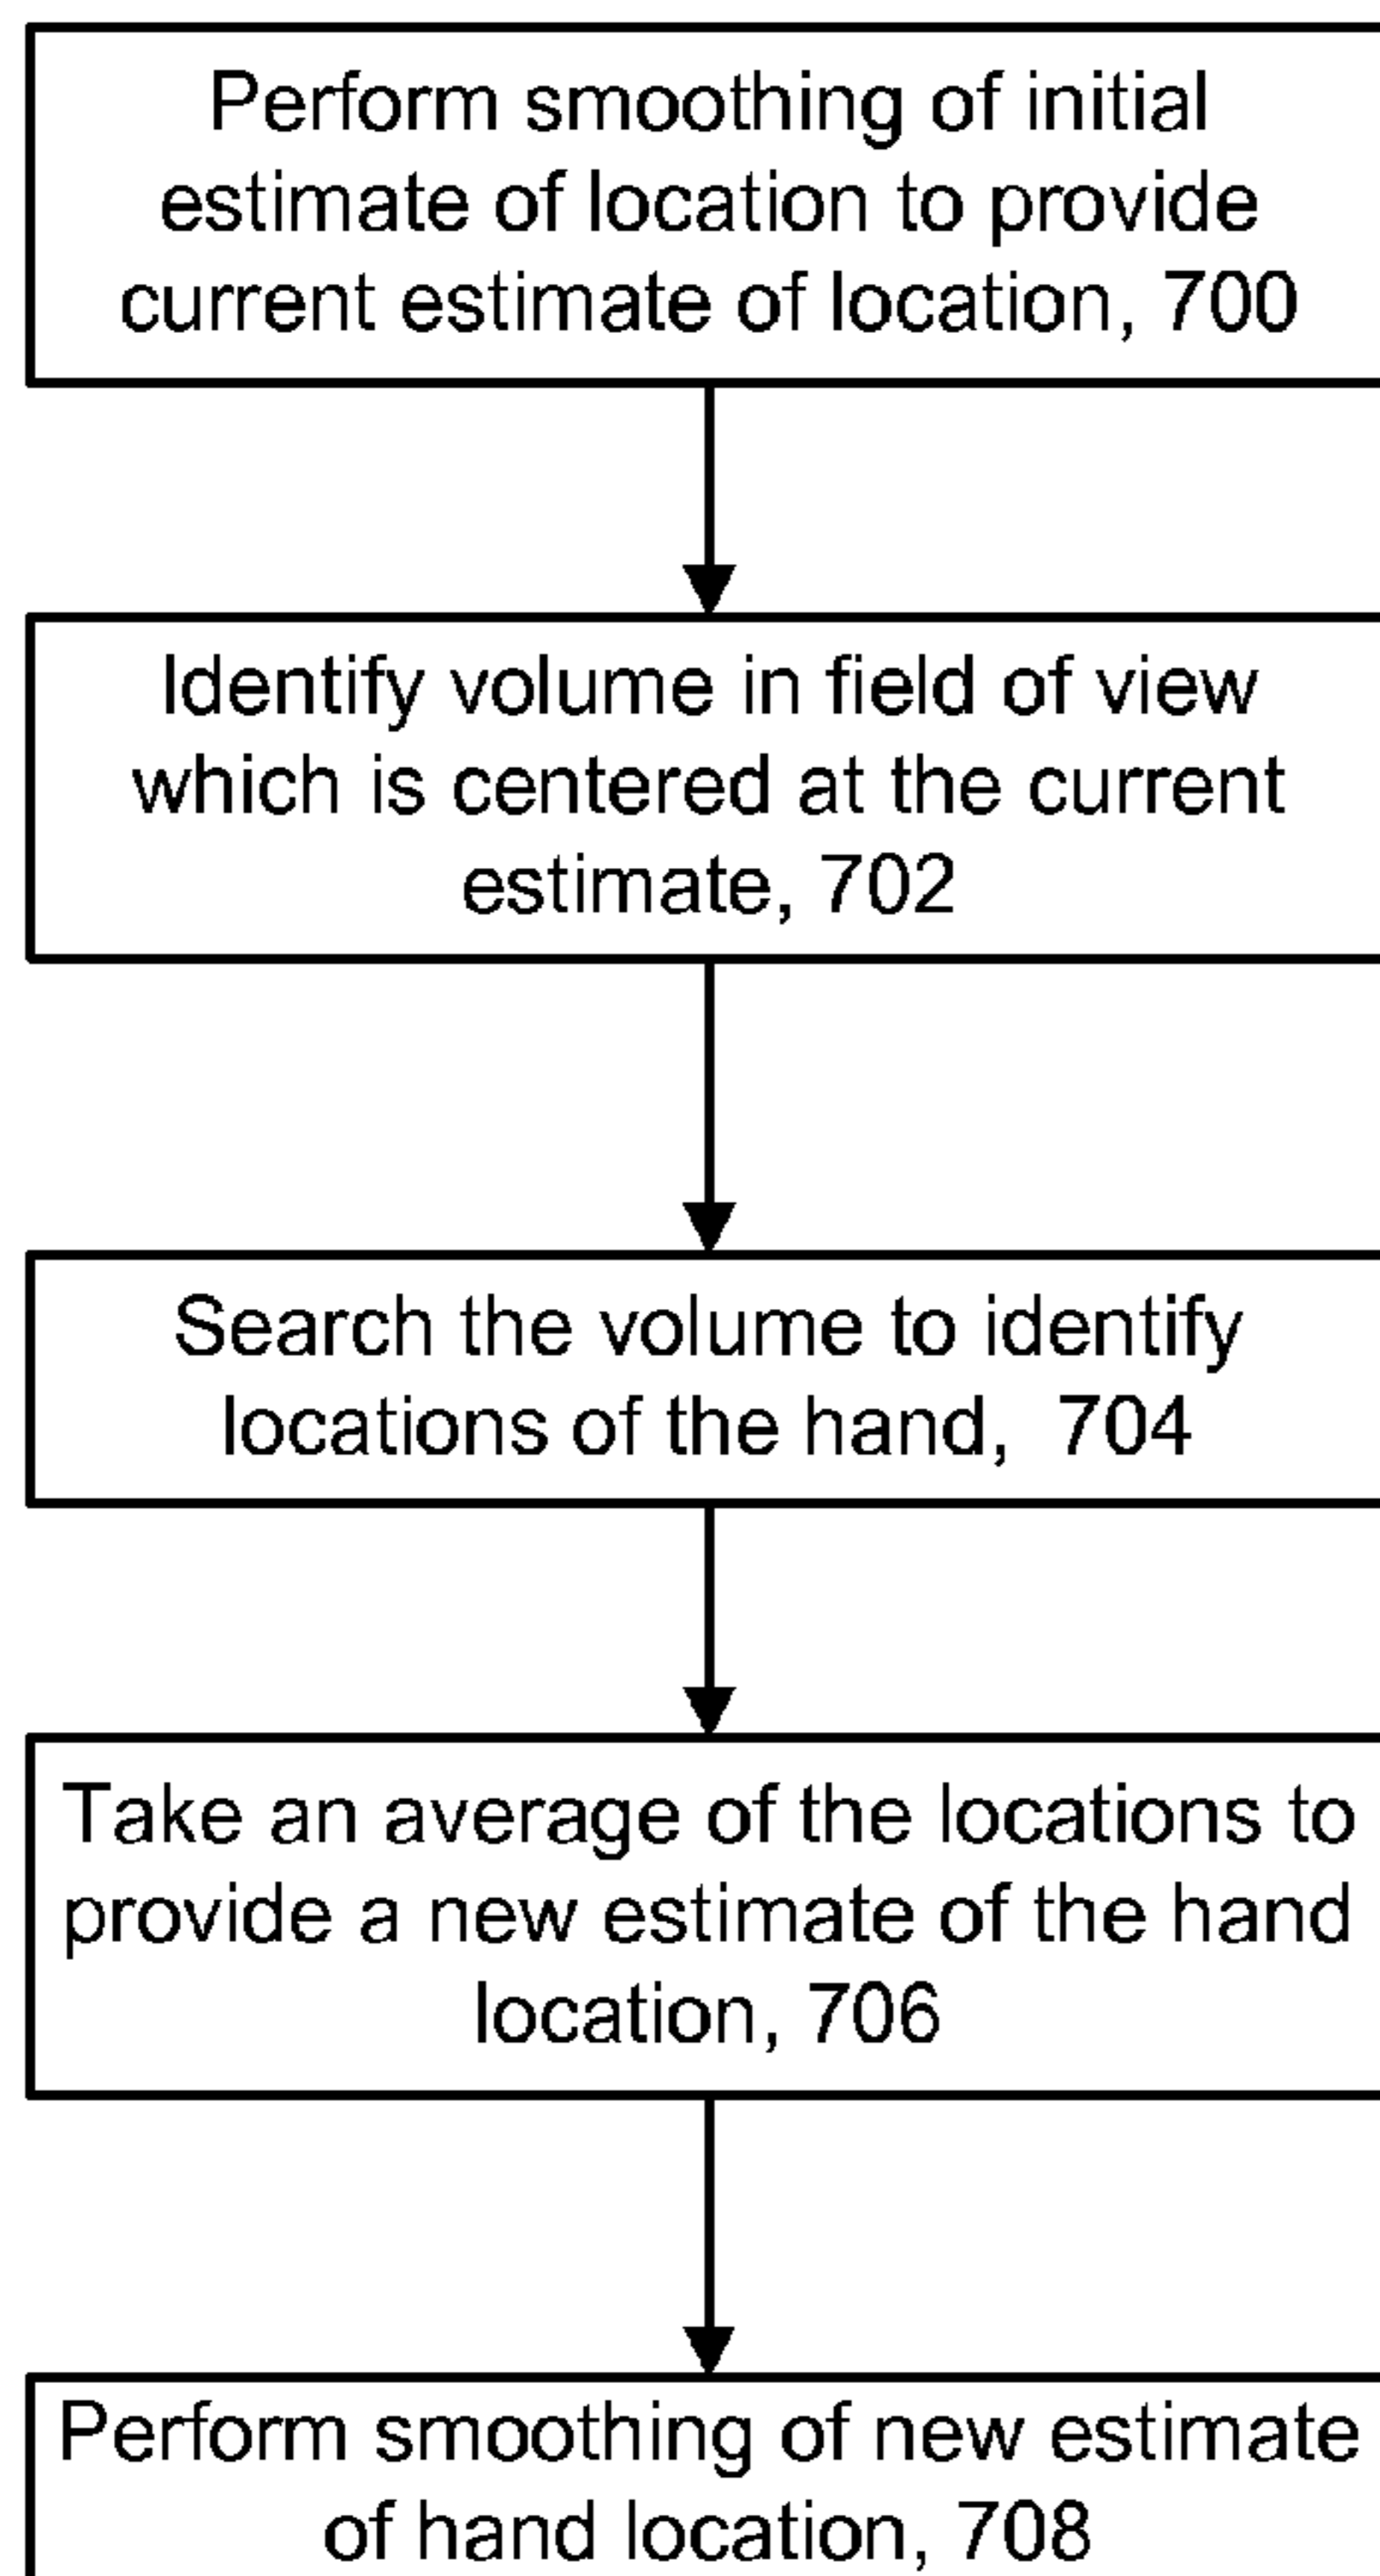 Perform smoothing of initial
estimate of location to provide
current estimate of location, 700
Identify volume in field of view
which is centered at the current
estimate, 702
Search the volume to identify
locations of the hand, 704
Take an average of the locations to
provide a new estimate of the hand
location, 706
Perform smoothing of new estimate
of hand location, 708